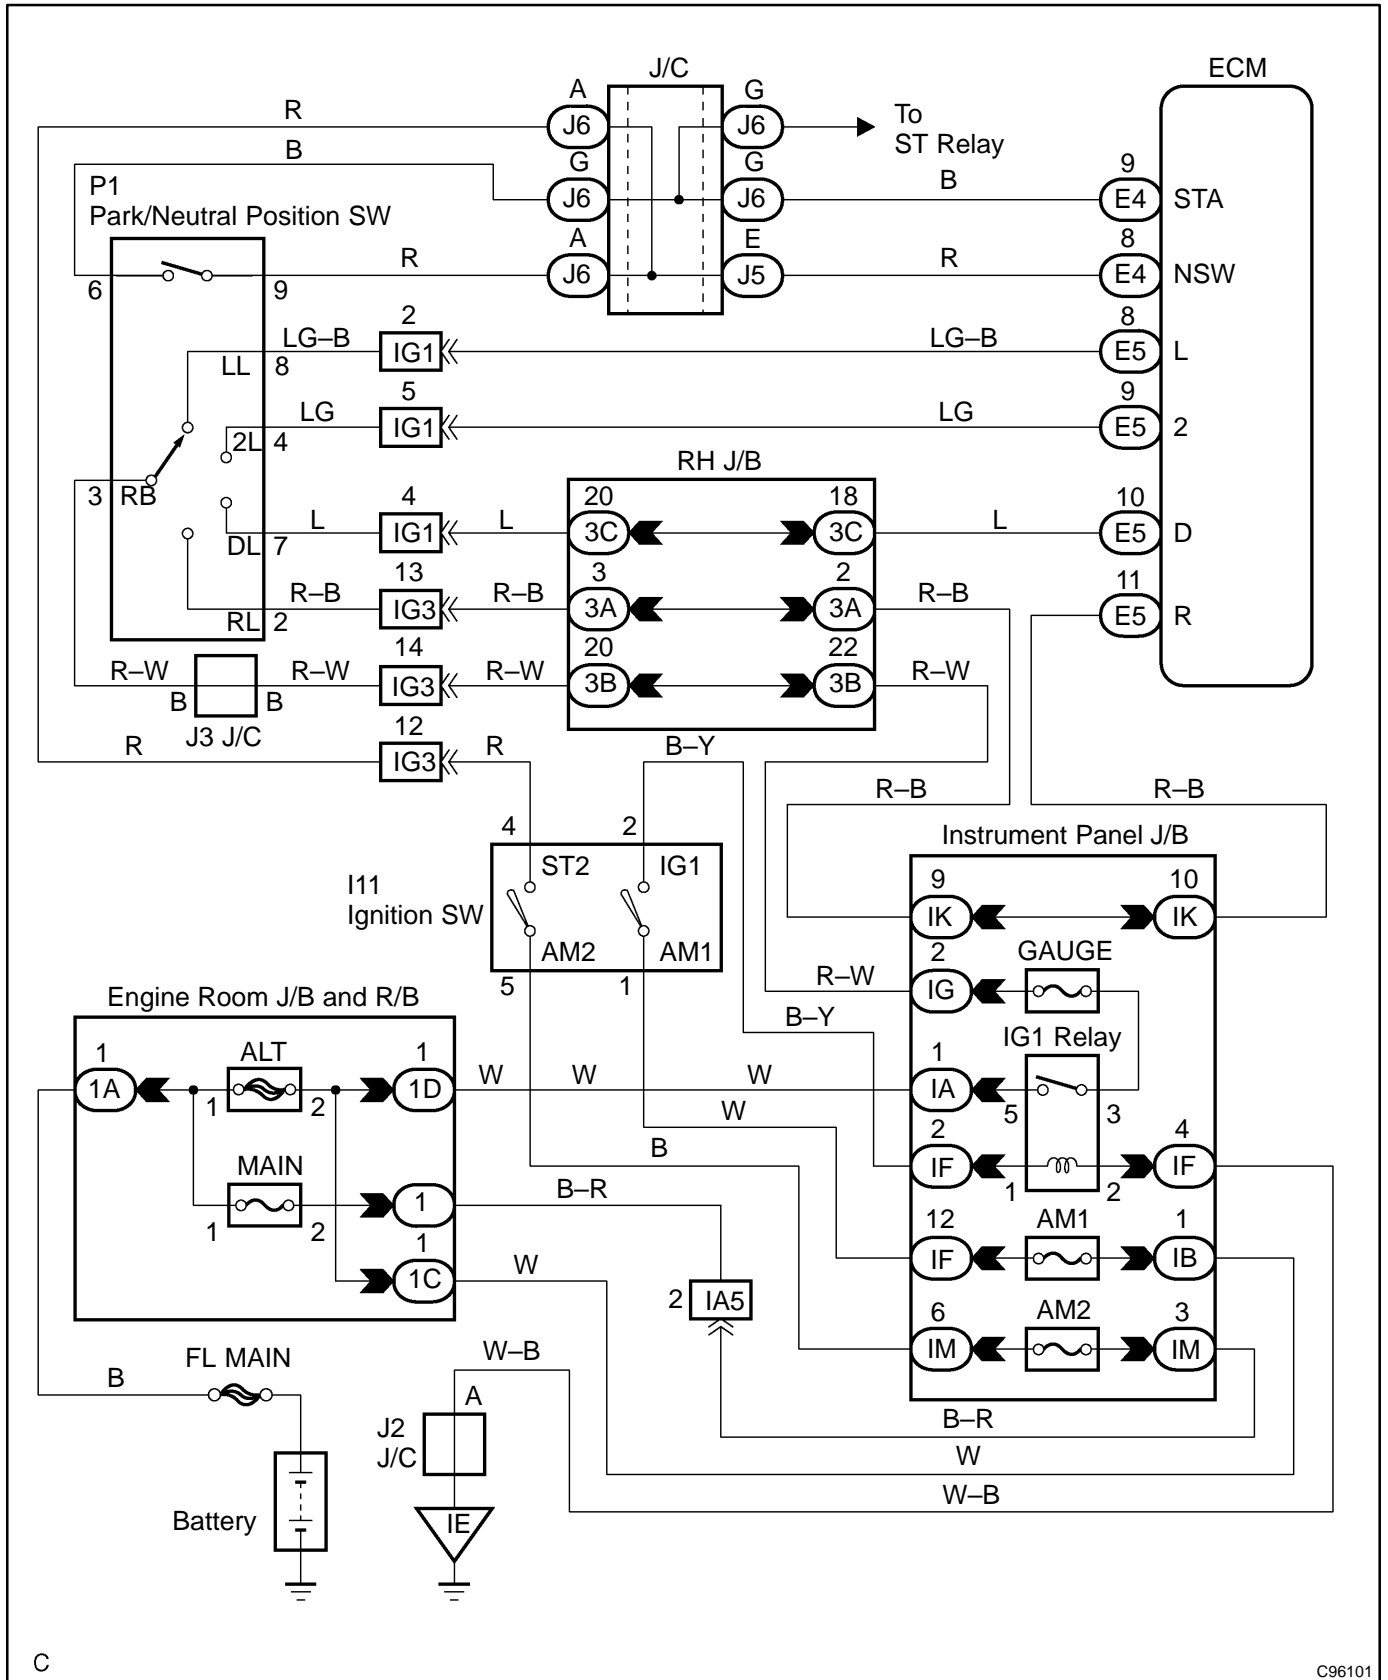 J/C
ECM
A
G
R
J6
J6
To
ST Relay
B
G
G
B
9
P1
Park/Neutral Position SW
J6
J6
E4
STA
A
E
8
R
R
6
9
J6
J5
E4
NSW
2
8
LG–B
LG–B
LL
8
IG1
E5
L
5
9
LG
LG
2L
4
IG1
E5
2
RH J/B
3
RB
4
20
18
10
L
L
L
DL
7
IG1
3C
3C
E5
D
13
3
2
11
R–B
R–B
R–B
RL
2
IG3
3A
3A
E5
R
14
20
22
R–W
R–W
R–W
R–W
B
B
IG3
3B
3B
J3 J/C
12
R
R
B–Y
IG3
R–B
R–B
4
2
Instrument Panel J/B
ST2
IG1
I11
Ignition SW
9
10
IK
IK
AM2
AM1
2
GAUGE
5
1
R–W
IG
Engine Room J/B and R/B
B–Y
IG1 Relay
1
ALT
1
1
1A
1D
W
W
W
IA
1
2
5
3
W
2
4
MAIN
B
IF
IF
B–R
1
2
1
1
2
12
AM1
1
1
1C
W
IF
IB
2
IA5
6
AM2
3
FL MAIN
W–B
IM
IM
B
A
B–R
J2
J/C
W
W–B
Battery
IE
C
C96101